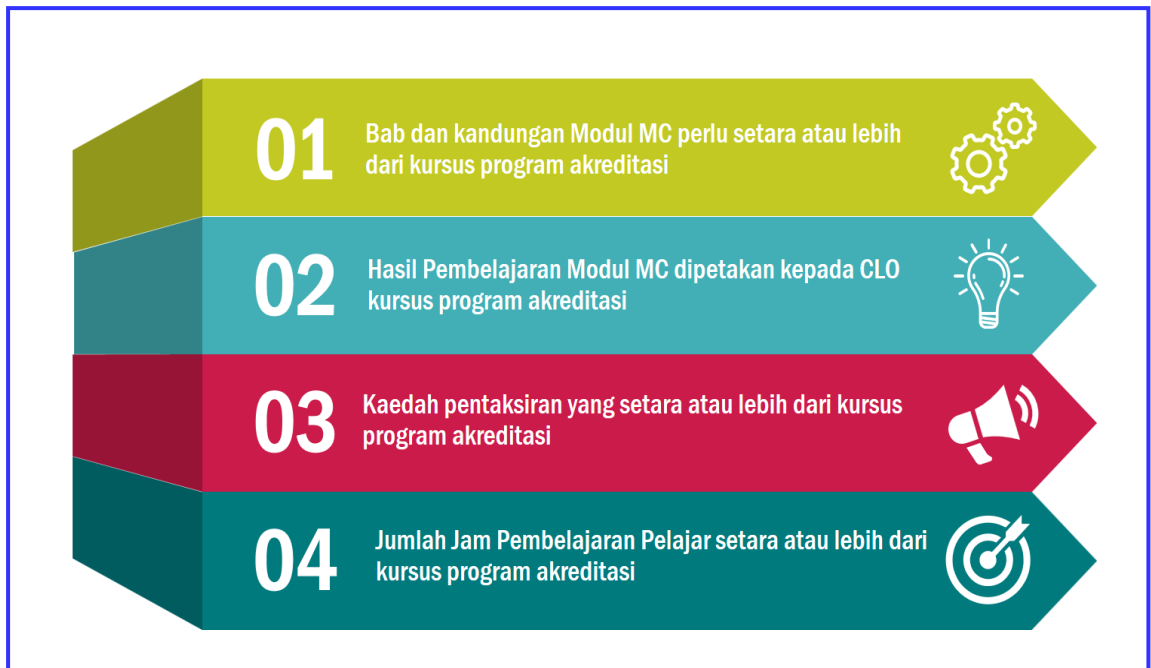 01
Bab dan kandungan Modul MC perlu setara atau lebih
dari kursus program akreditasi
02
Hasil Pembelajaran Modul MC dipetakan kepada CLO
kursus program akreditasi
03
Kaedah pentaksiran yang setara atau lebih dari kursus
program akreditasi
04
Jumlah Jam Pembelajaran Pelajar setara atau lebih dari
kursus program akreditasi